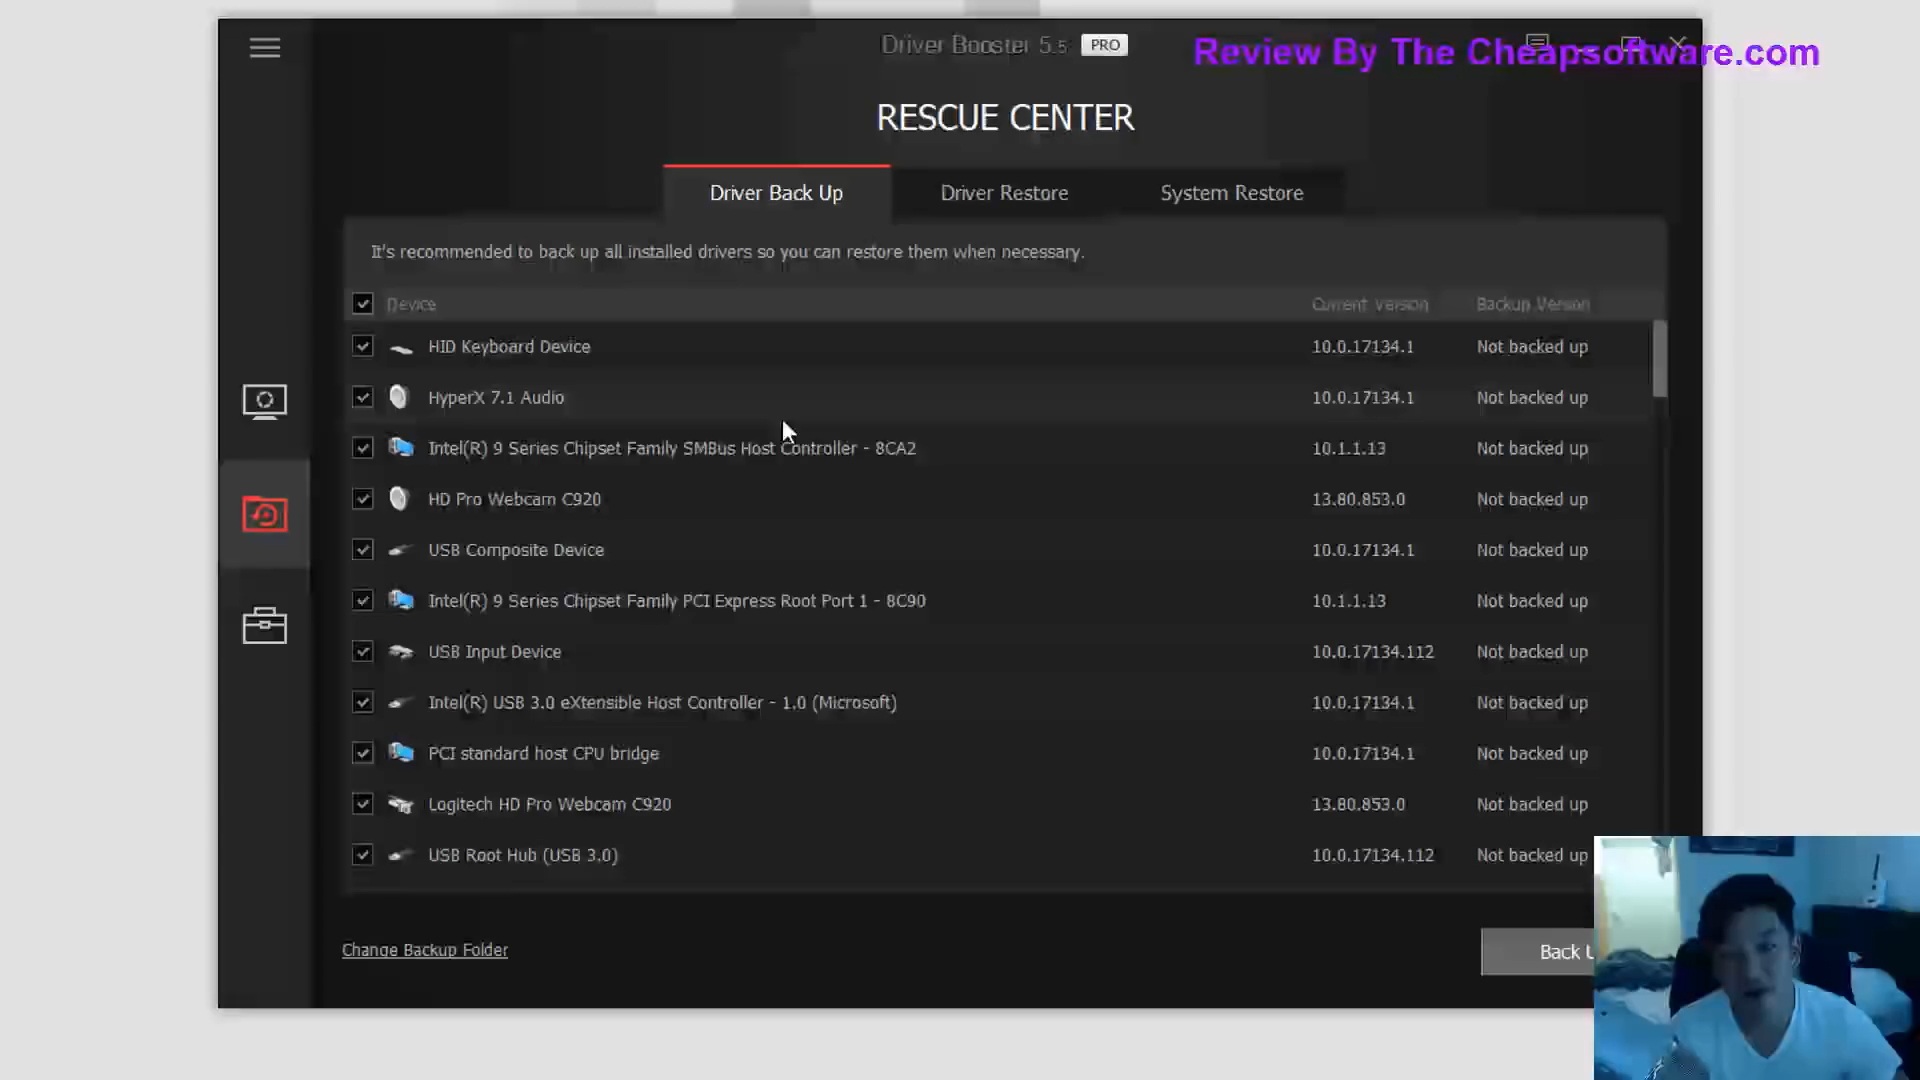 Driver Booster 5.5 PRO
Review By The Cheapsoftware.com
RESCUE CENTER
Driver Back Up
Driver Restore
System Restore
It's recommended to back up all installed drivers so you can restore them when necessary.
Device Current Version Backup Version
HID Keyboard Device 10.0.17134.1 Not backed up
HyperX 7.1 Audio 10.0.17134.1 Not backed up
Intel(R) 9 Series Chipset Family SMBus Host Controller - 8CA2 10.1.1.13 Not backed up
HD Pro Webcam C920 13.80.853.0 Not backed up
USB Composite Device 10.0.17134.1 Not backed up
Intel(R) 9 Series Chipset Family PCI Express Root Port 1 - 8C90 10.1.1.13 Not backed up
USB Input Device 10.0.17134.112 Not backed up
Intel(R) USB 3.0 eXtensible Host Controller - 1.0 (Microsoft) 10.0.17134.1 Not backed up
PCI standard host CPU bridge 10.0.17134.1 Not backed up
Logitech HD Pro Webcam C920 13.80.853.0 Not backed up
USB Root Hub (USB 3.0) 10.0.17134.112 Not backed up
Change Backup Folder
Back U